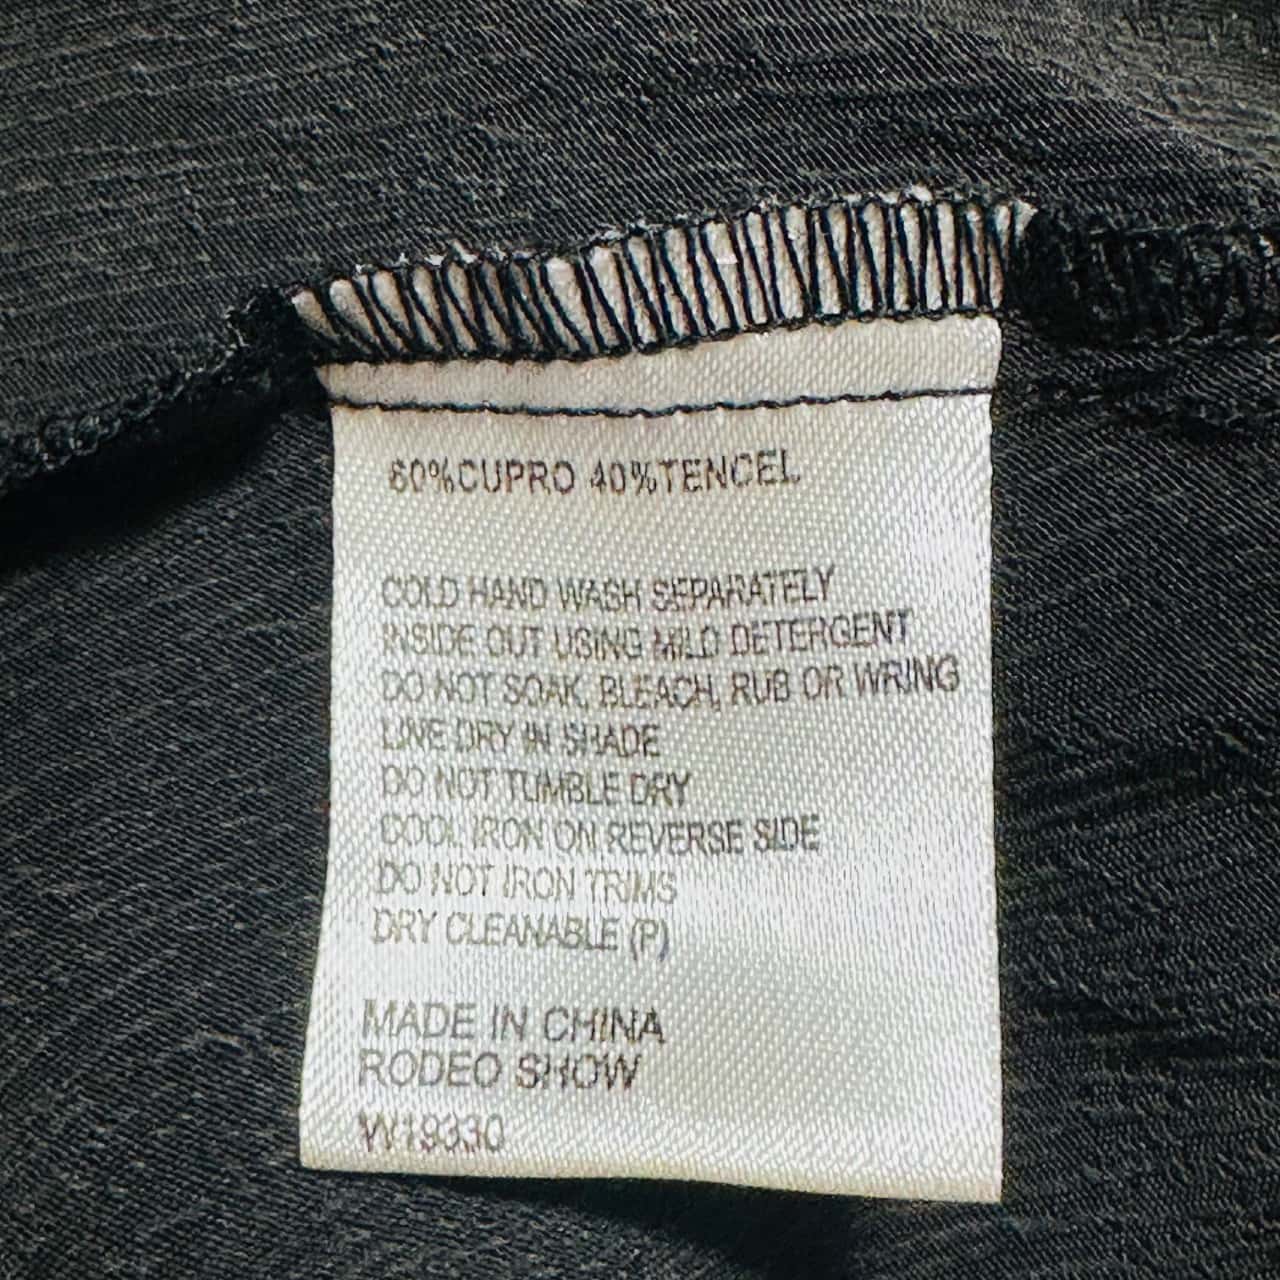 60%CUPRO 40%TENCEL
COLD HAND WASH SEPARATELY
INSIDE OUT USING MILD DETERGENT
DO NOT SOAK, BLEACH, RUB OR WRING
LINE DRY IN SHADE
DO NOT TUMBLE DRY
COOL IRON ON REVERSE SIDE
DO NOT IRON TRIMS
DRY CLEANABLE (P)
MADE IN CHINA
RODEO SHOW
W19330